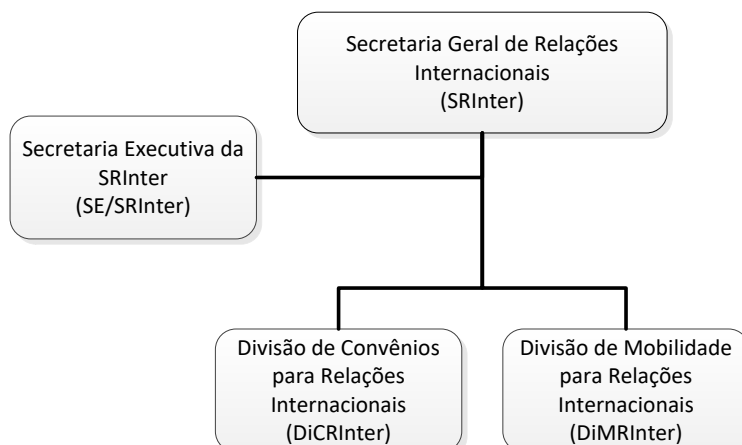 Secretaria Geral de Relações
Internacionais
(SRInter)
Secretaria Executiva da
SRInter
(SE/SRInter)
Divisão de Convênios
para Relações
Internacionais
(DiCRInter)
Divisão de Mobilidade
para Relações
Internacionais
(DiMRInter)